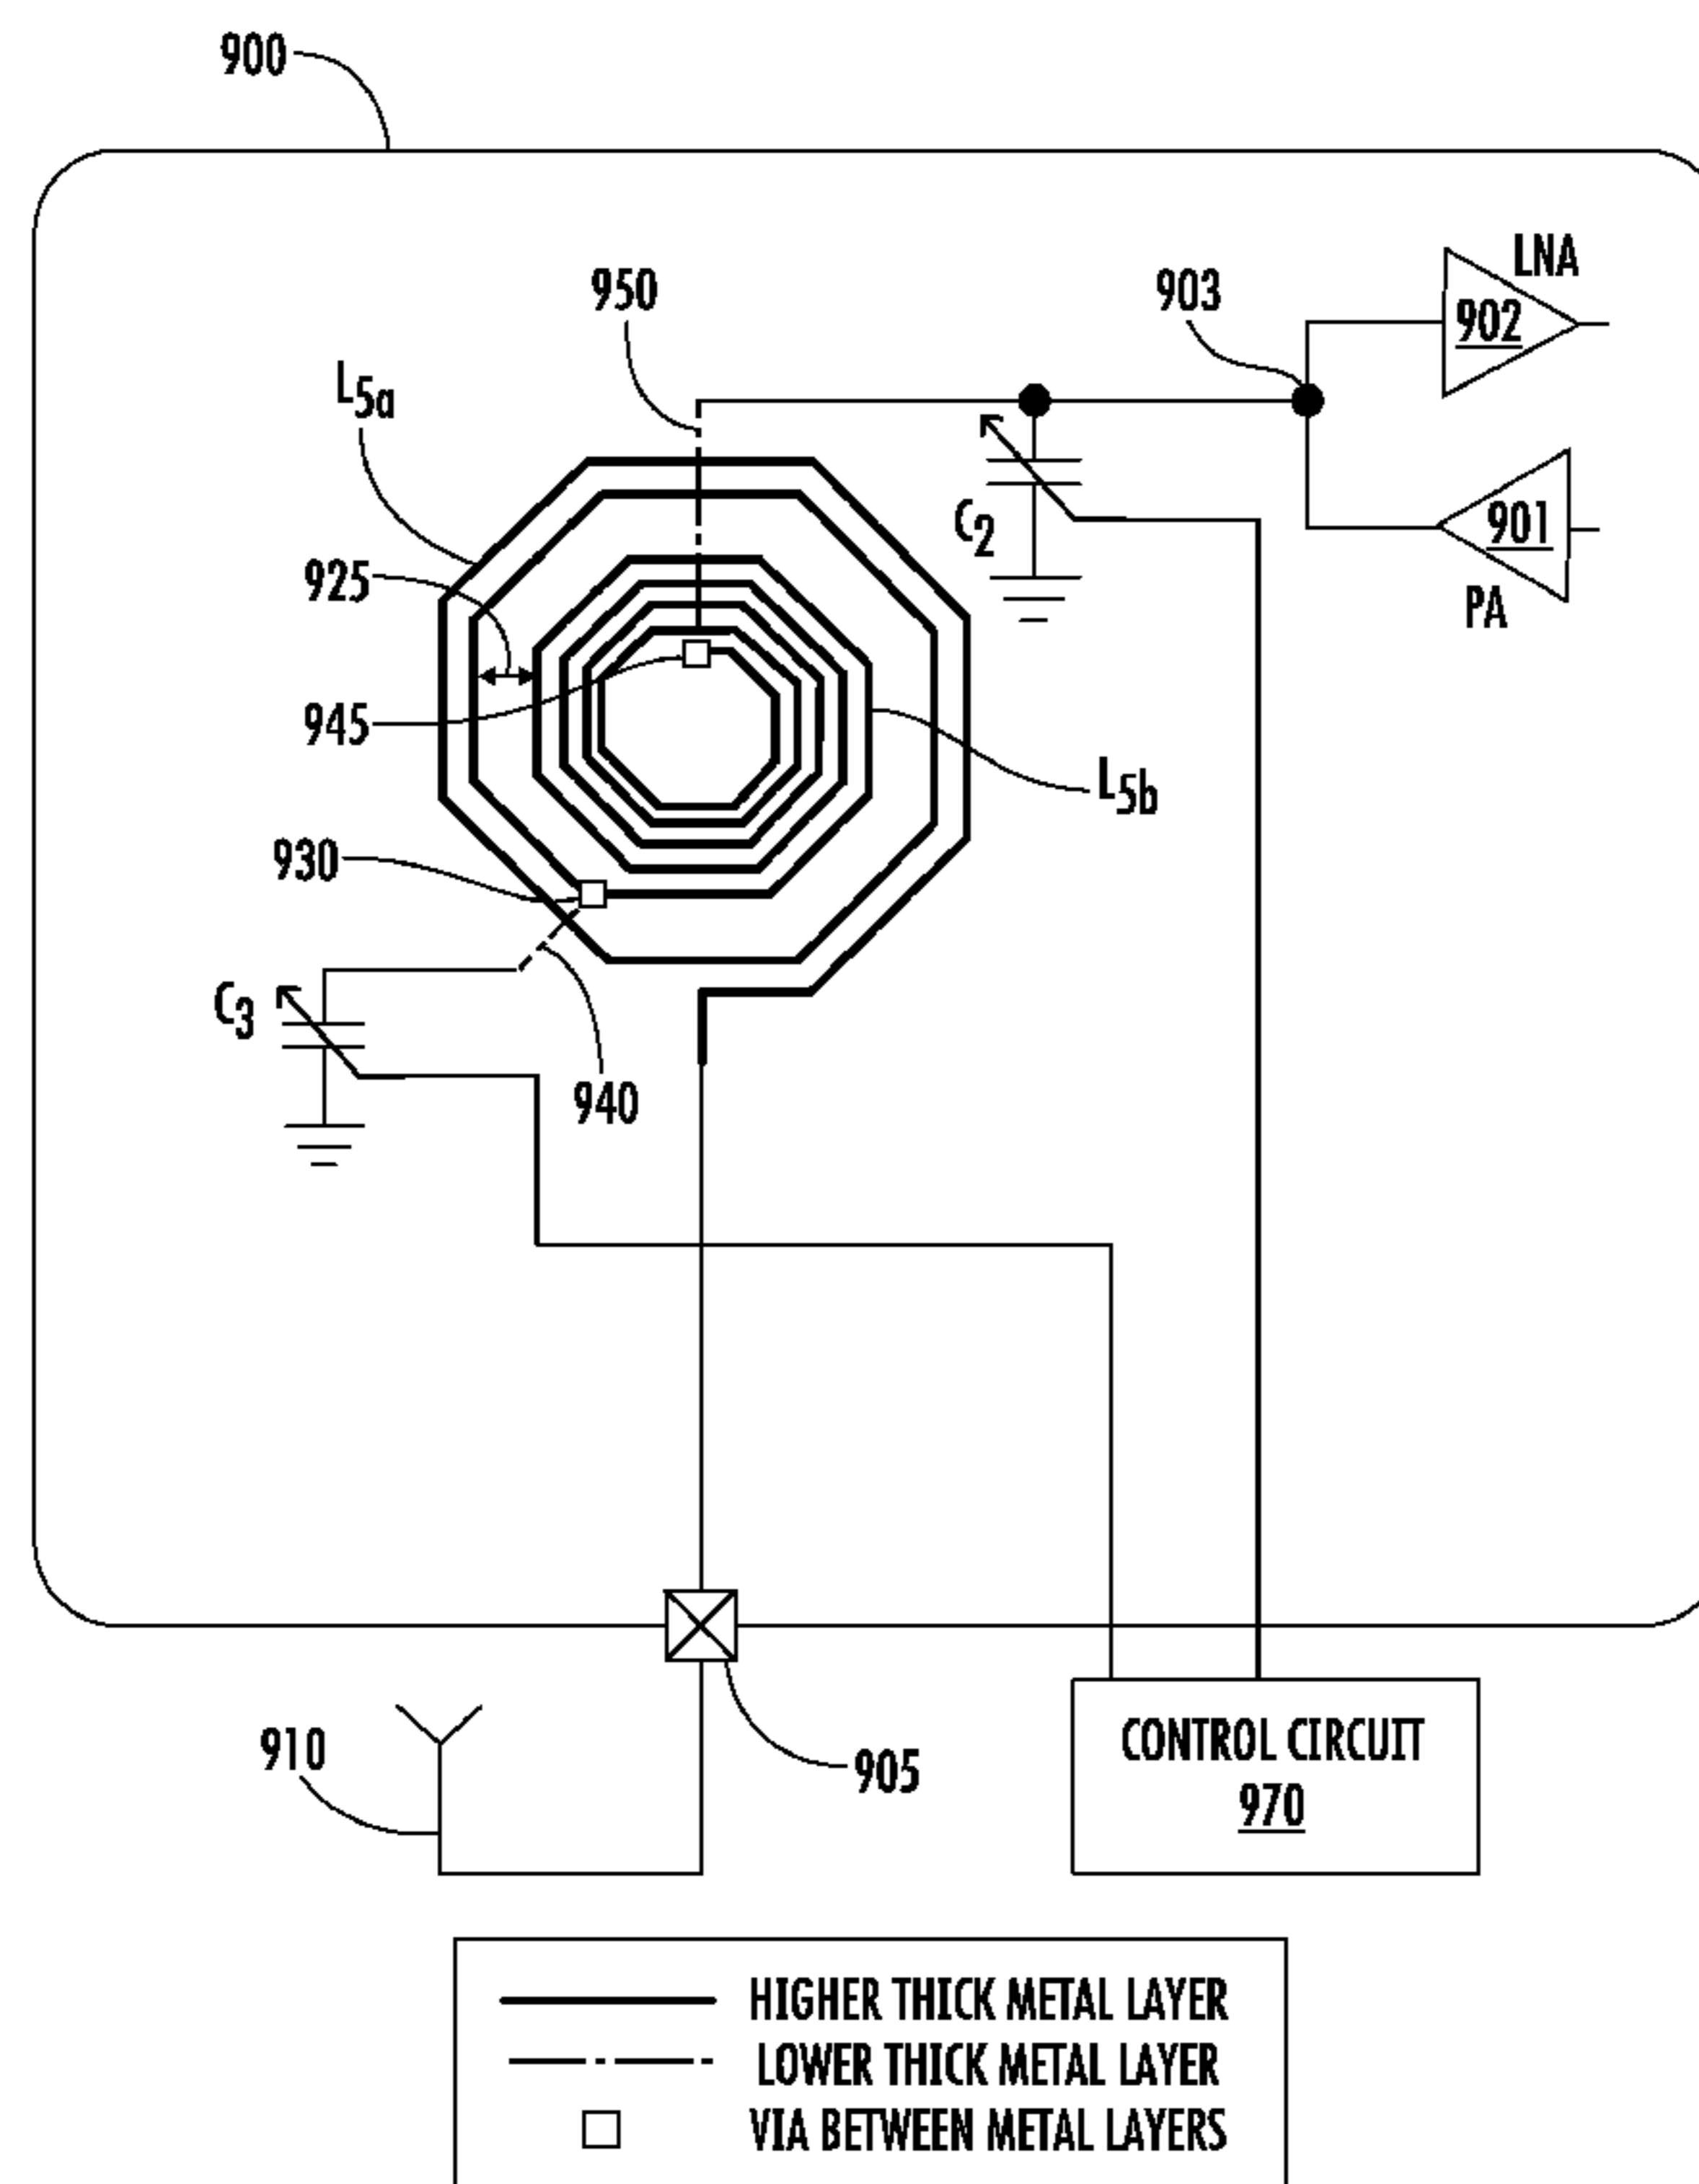 900
LNA
950
903
902
L5a
C2
901
925
PA
945
L5b
930
C3
940
910
905
CONTROL CIRCUIT
970
HIGHER THICK METAL LAYER
LOWER THICK METAL LAYER
VIA BETWEEN METAL LAYERS